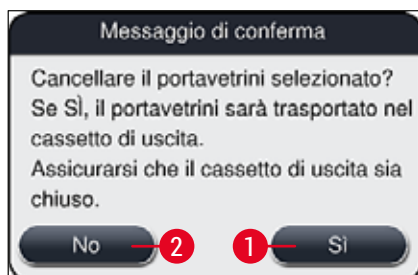 Messaggio di conferma
Cancellare il portavetrini selezionato?
Se SÌ, il portavetrini sarà trasportato nel
cassetto di uscita.
Assicurarsi che il cassetto di uscita sia
chiuso.
No 2 1 Sì